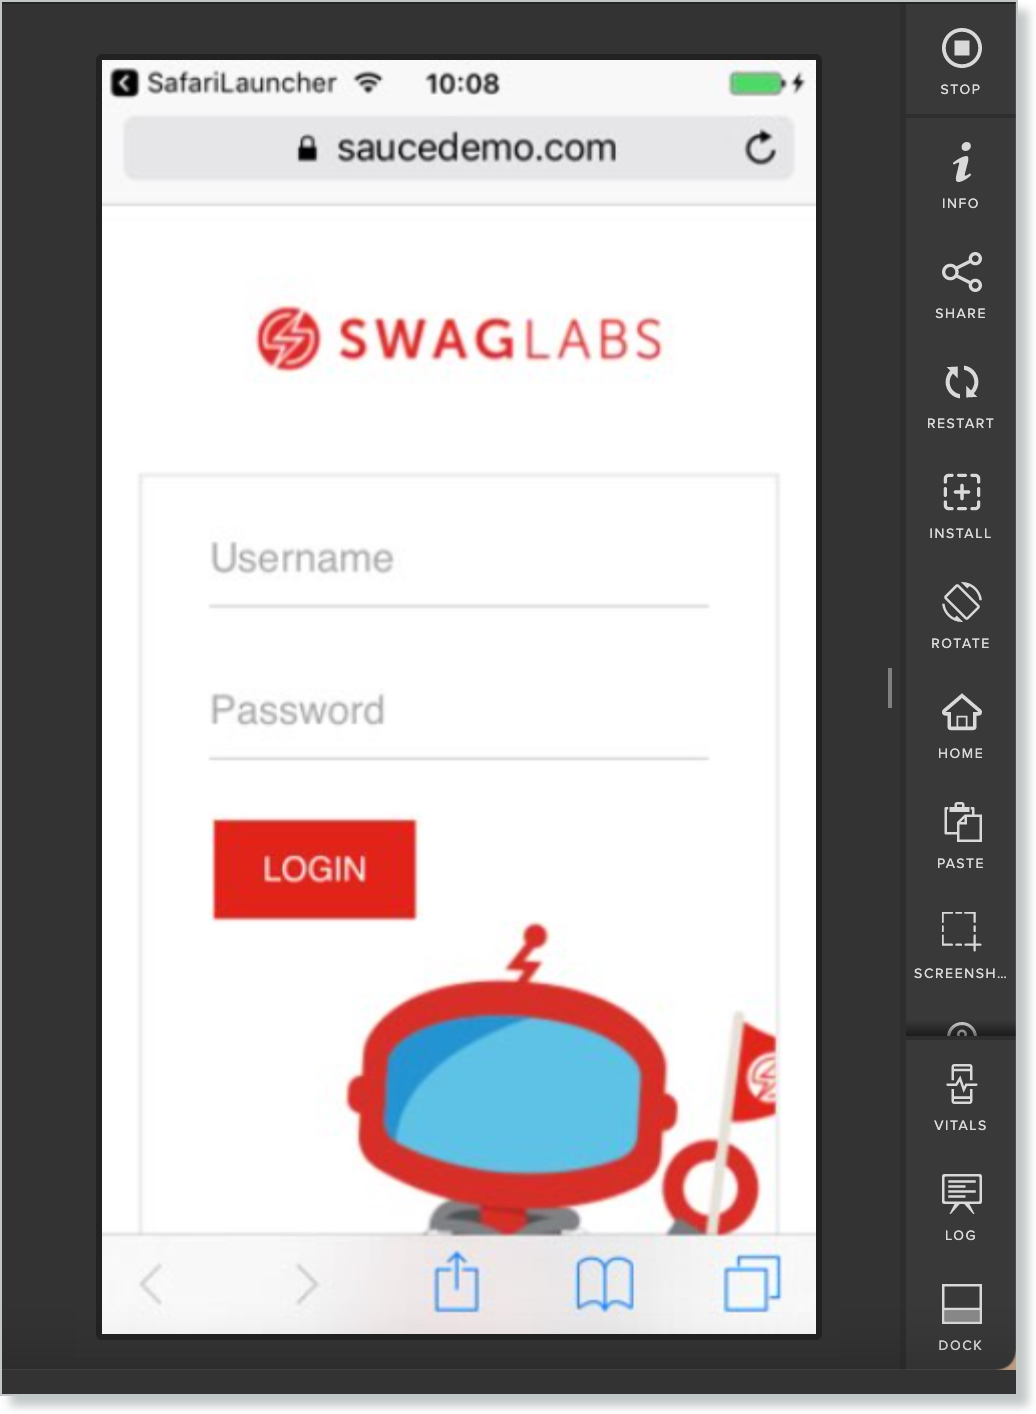 SafariLauncher 10:08
saucedemo.com
SWAGLABS
Username
Password
LOGIN
STOP
INFO
SHARE
RESTART
INSTALL
ROTATE
HOME
PASTE
SCREENSH...
VITALS
LOG
DOCK